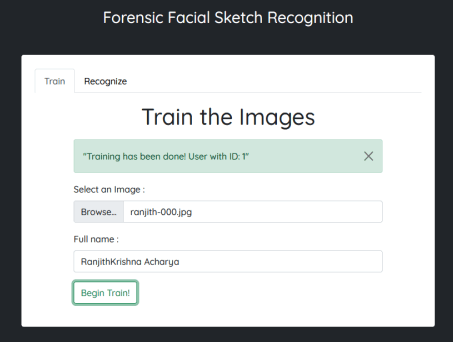 Forensic Facial Sketch Recognition
Train Recognize
Train the Images
"Training has been done! User with ID: 1"
Select an Image :
Browse... ranjith-000.jpg
Full name :
RanjithKrishna Acharya
Begin Train!